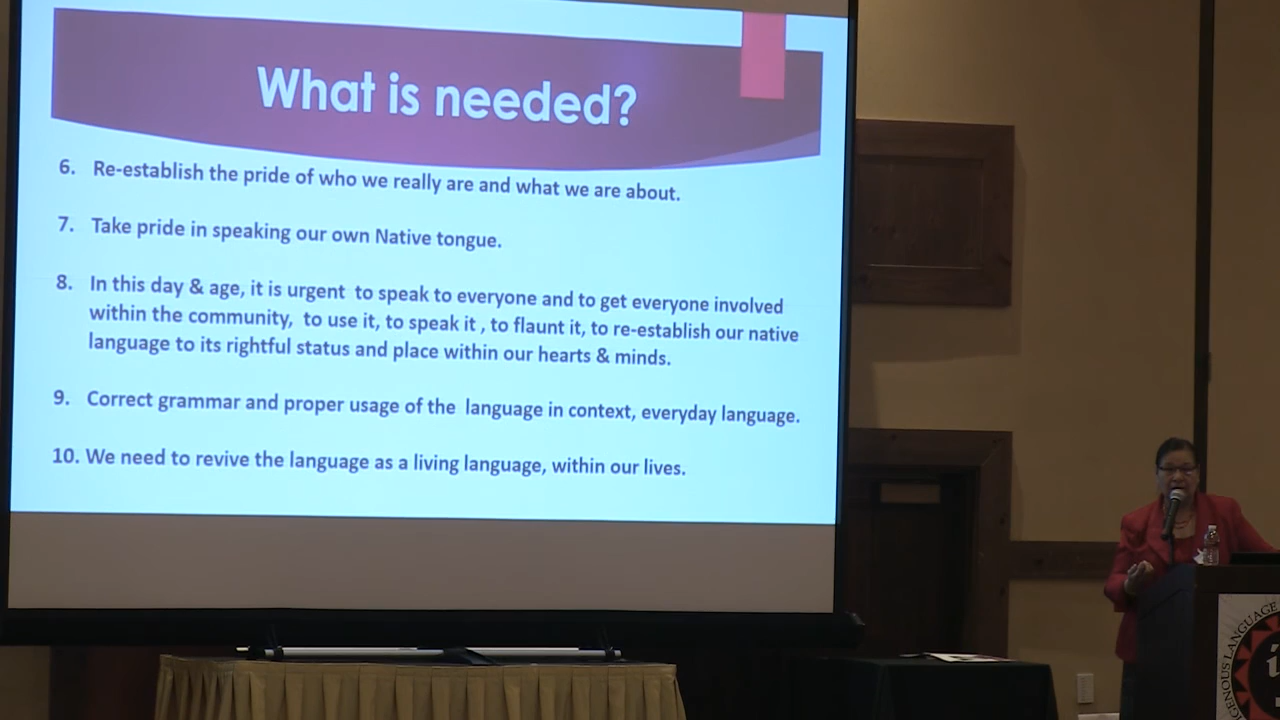 What is needed?
6. Re-establish the pride of who we really are and what we are about.
7. Take pride in speaking our own Native tongue.
8. In this day & age, it is urgent to speak to everyone and to get everyone involved
within the community, to use it, to speak it , to flaunt it, to re-establish our native
language to its rightful status and place within our hearts & minds.
9. Correct grammar and proper usage of the language in context, everyday language.
10. We need to revive the language as a living language, within our lives.
LANGUAGE